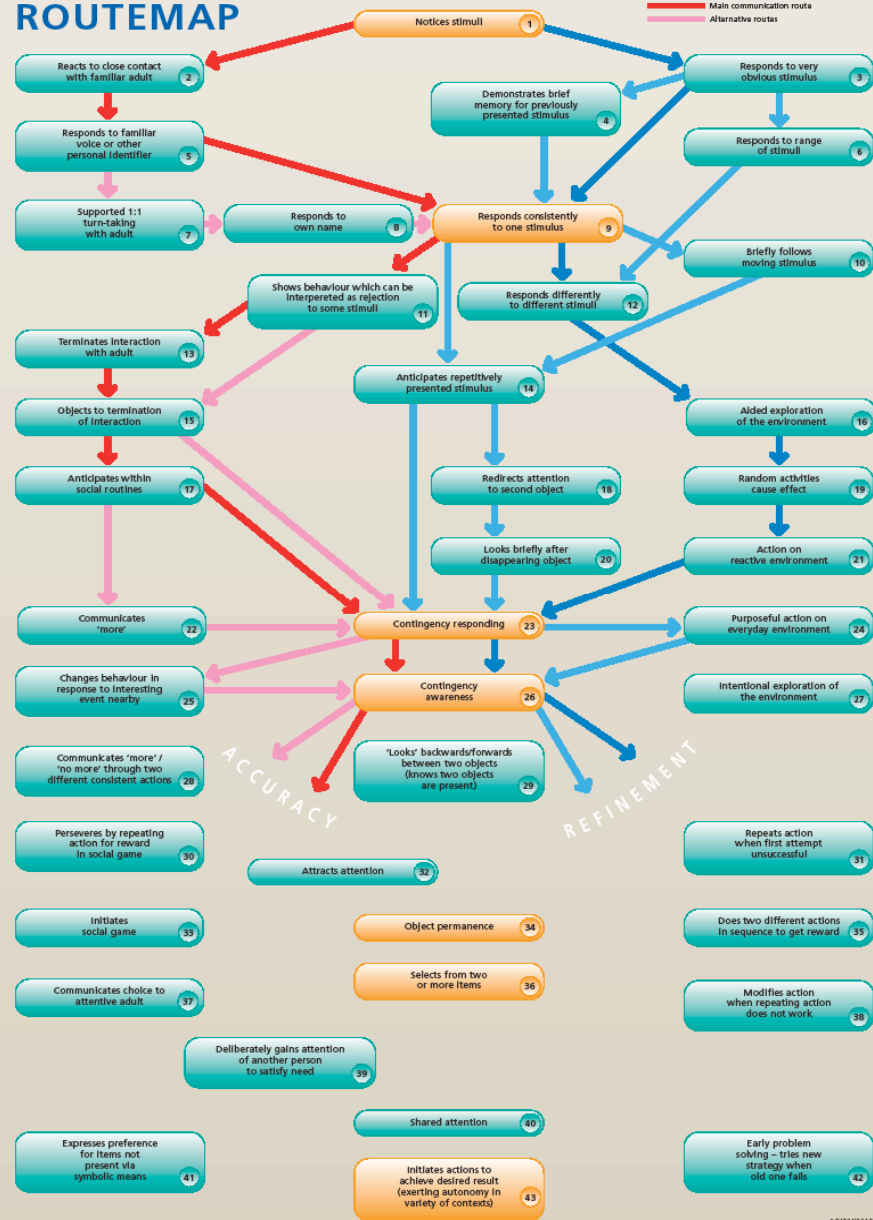 ROUTEMAP
Main communication route
Alternative routes
Notices stimuli
1
Reacts to close contact
with familiar adult
2
Responds to very
obvious stimulus
3
Demonstrates brief
memory for previously
presented stimulus
4
Responds to familiar
voice or other
personal identifier
5
Responds to range
of stimuli
6
Supported 1:1
turn-taking
with adult
7
Responds to
own name
8
Responds consistently
to one stimulus
9
Briefly follows
moving stimulus
10
Shows behaviour which can be
interpereted as rejection
to some stimuli
11
Responds differently
to different stimuli
12
Terminates interaction
with adult
13
Anticipates repetitively
presented stimulus
14
Objects to termination
of interaction
15
Aided exploration
of the environment
16
Anticipates within
social routines
17
Redirects attention
to second object
18
Random activities
cause effect
19
Looks briefly after
disappearing object
20
Action on
reactive environment
21
Communicates
'more'
22
Contingency responding
23
Purposeful action on
everyday environment
24
Changes behaviour in
response to interesting
event nearby
25
Contingency
awareness
26
Intentional exploration of
the environment
27
ACCURACY
REFINEMENT
Communicates 'more' /
'no more' through two
different consistent actions
28
'Looks' backwards/forwards
between two objects
(knows two objects
are present)
29
Perseveres by repeating
action for reward
in social game
30
Repeats action
when first attempt
unsuccessful
31
Attracts attention
32
Initiates
social game
33
Object permanence
34
Does two different actions
in sequence to get reward
35
Selects from two
or more items
36
Communicates choice to
attentive adult
37
Modifies action
when repeating action
does not work
38
Deliberately gains attention
of another person
to satisfy need
39
Shared attention
40
Expresses preference
for items not
present via
symbolic means
41
Early problem
solving – tries new
strategy when
old one fails
42
Initiates actions to
achieve desired result
(exerting autonomy in
variety of contexts)
43